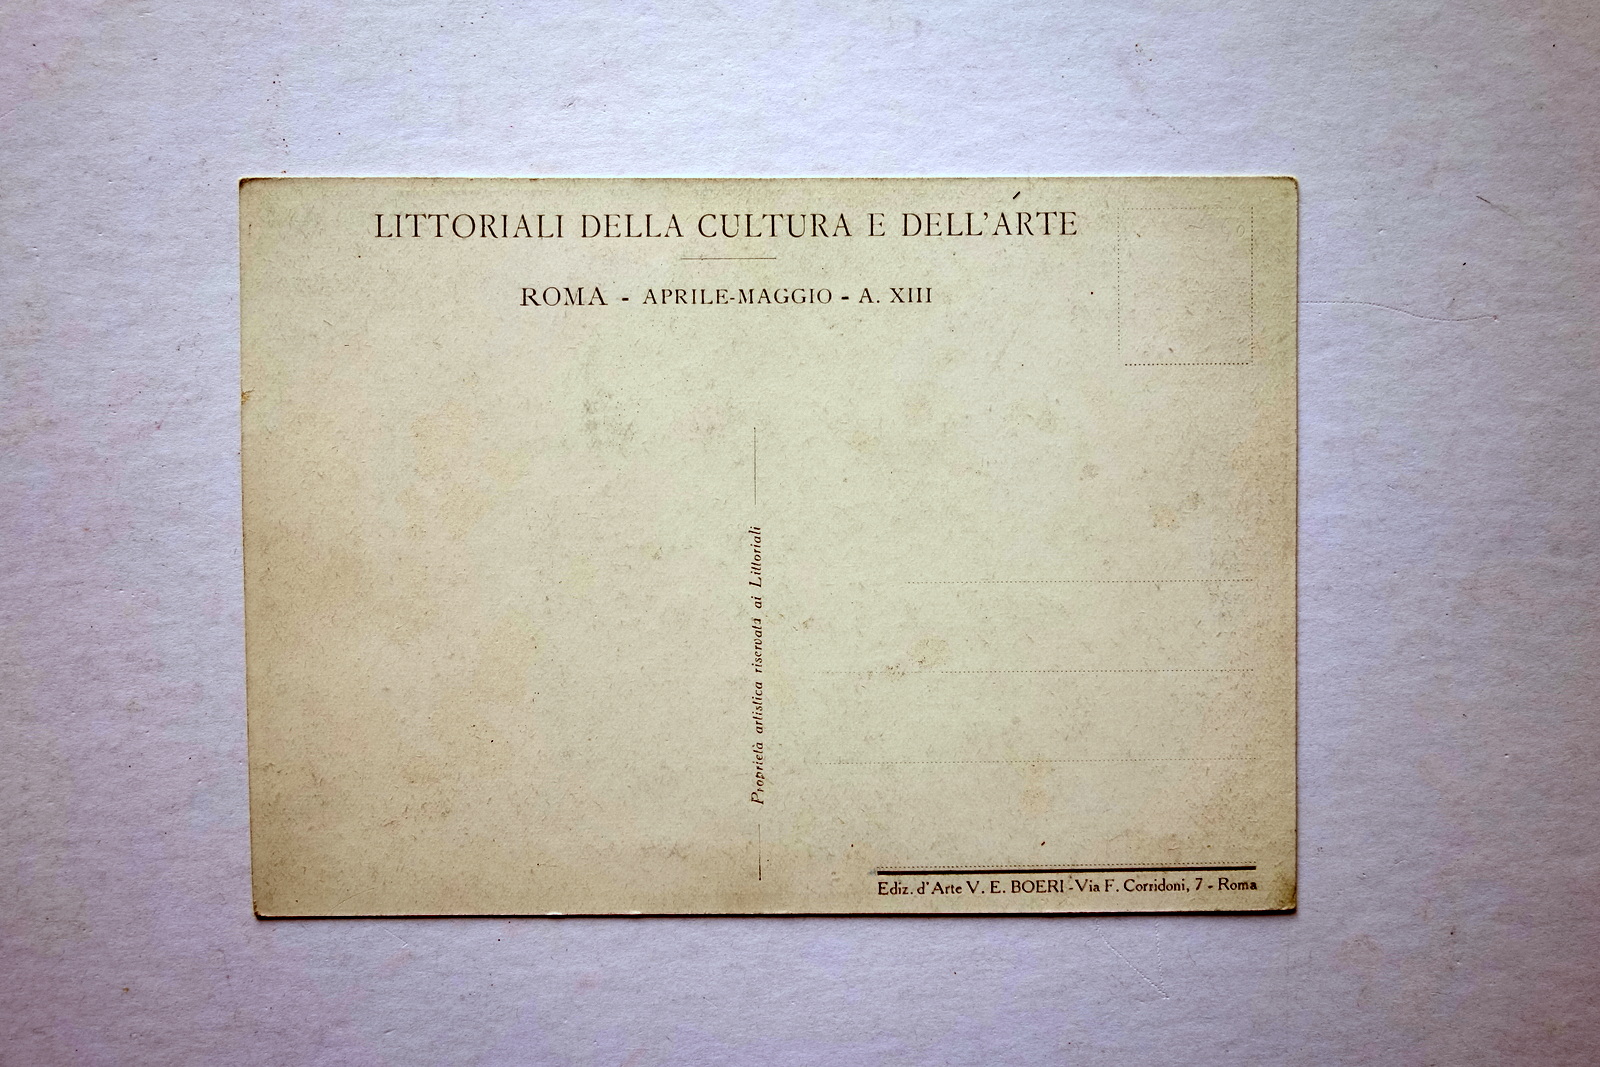 LITTORIALI DELLA CULTURA E DELL'ARTE
ROMA - APRILE-MAGGIO - A. XIII
Proprietà artistica riservata ai Littoriali
Ediz. d'Arte V. E. BOERI - Via F. Corridoni, 7 - Roma